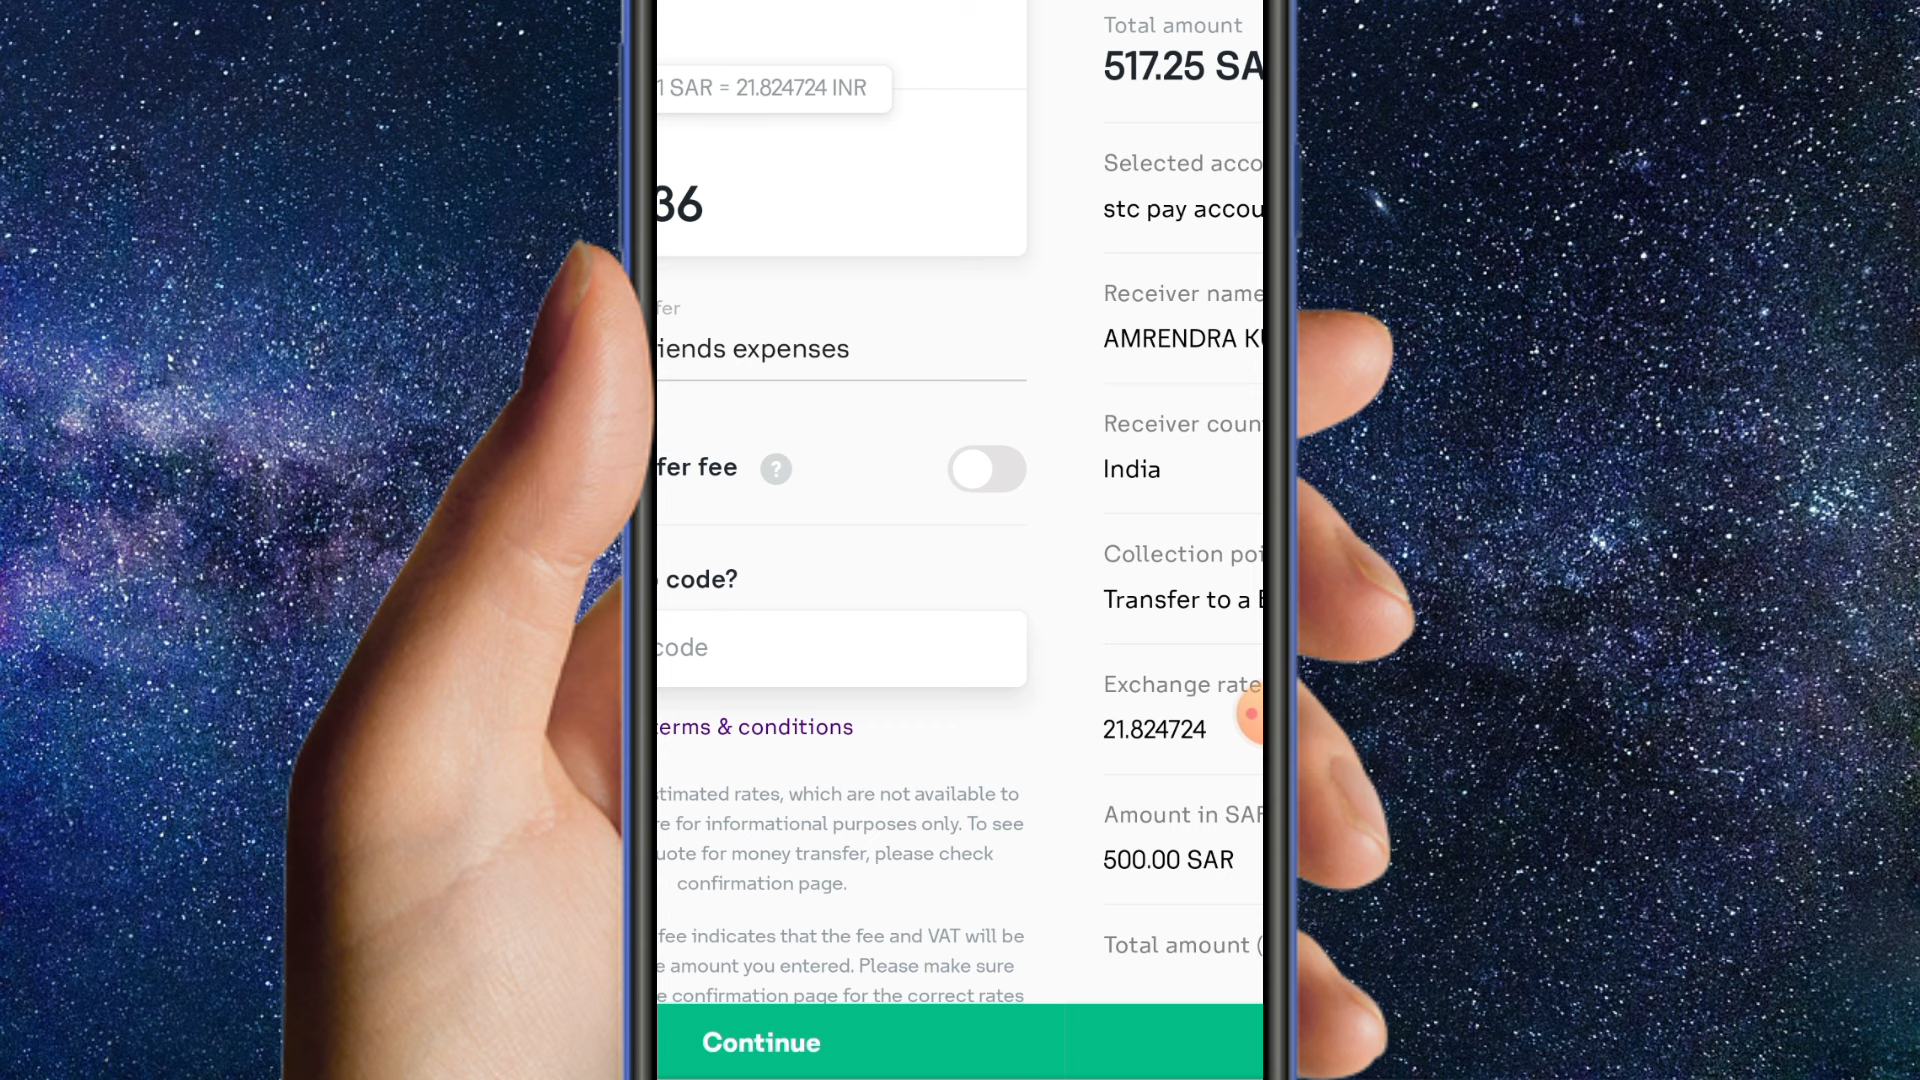 1 SAR = 21.824724 INR
36
fer
iends expenses
fer fee ?
code?
code
erms & conditions
timated rates, which are not available to
e for informational purposes only. To see
uote for money transfer, please check
confirmation page.
fee indicates that the fee and VAT will be
e amount you entered. Please make sure
e confirmation page for the correct rates
Continue
Total amount
517.25 SA
Selected acco
stc pay accou
Receiver name
AMRENDRA K
Receiver coun
India
Collection poi
Transfer to a
Exchange rate
21.824724
Amount in SAR
500.00 SAR
Total amount (